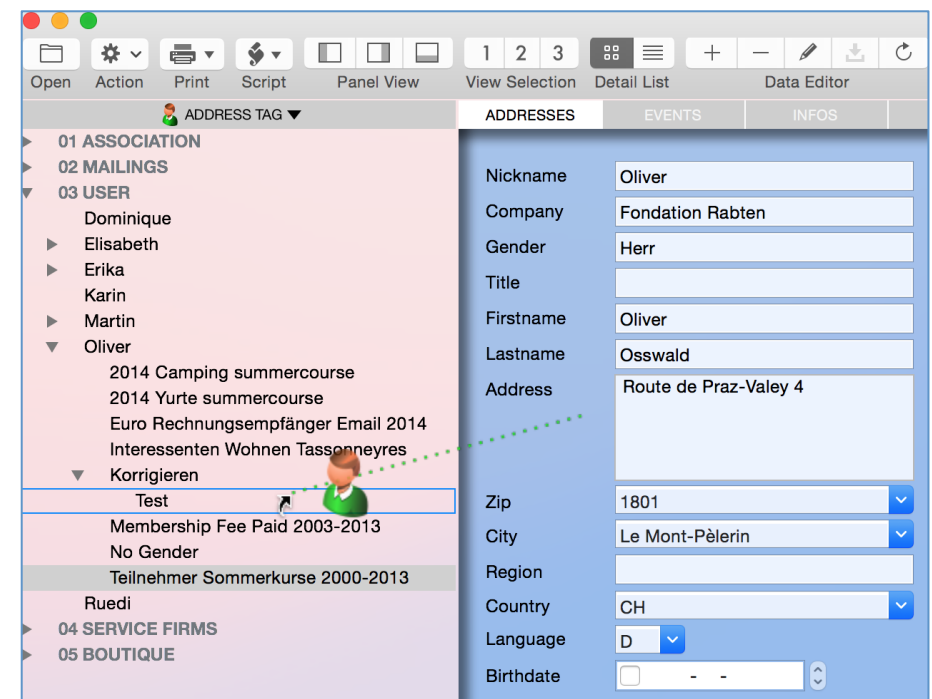 1 2 3
Open Action Print Script Panel View View Selection Detail List Data Editor
ADDRESS TAG ▼
ADDRESSES EVENTS INFOS
01 ASSOCIATION
02 MAILINGS
03 USER
Dominique
Elisabeth
Erika
Karin
Martin
Oliver
2014 Camping summercourse
2014 Yurte summercourse
Euro Rechnungsempfänger Email 2014
Interessenten Wohnen Tassonneyres
Korrigieren
Test
Membership Fee Paid 2003-2013
No Gender
Teilnehmer Sommerkurse 2000-2013
Ruedi
04 SERVICE FIRMS
05 BOUTIQUE
Nickname Oliver
Company Fondation Rabten
Gender Herr
Title
Firstname Oliver
Lastname Osswald
Address Route de Praz-Valey 4
Zip 1801
City Le Mont-Pèlerin
Region
Country CH
Language D
Birthdate - -